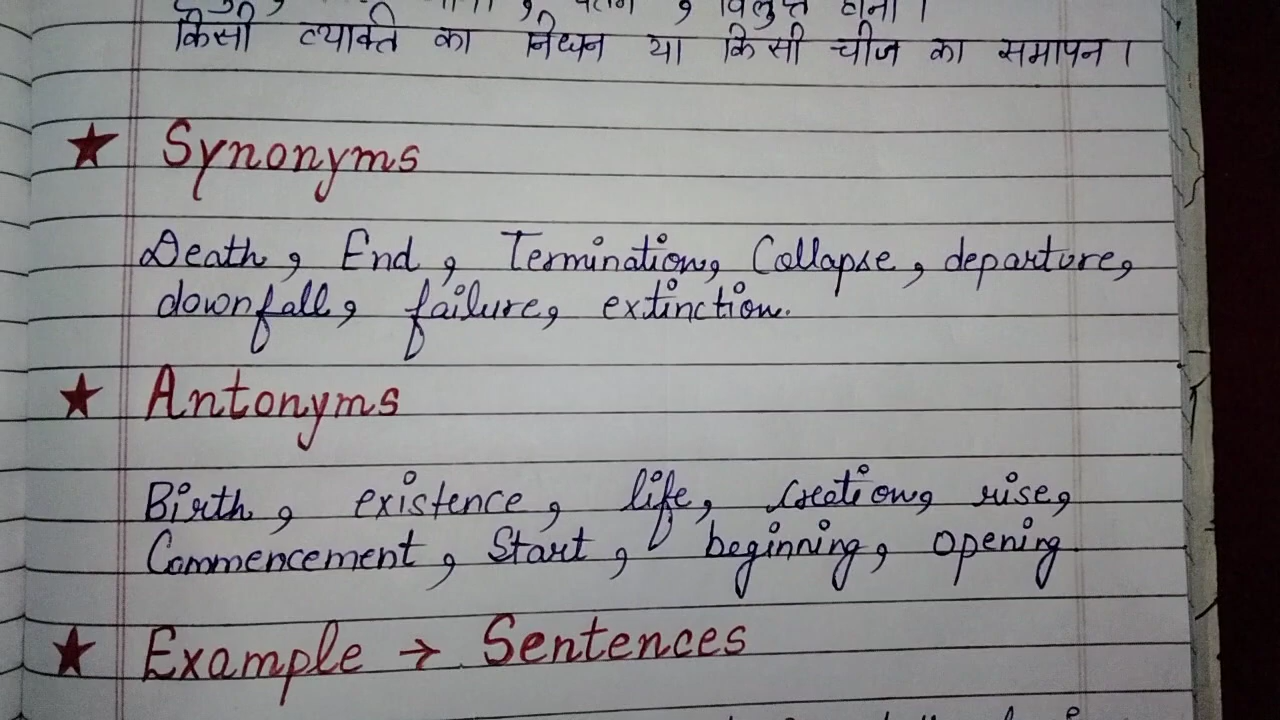 विलुप्त होना।
किसी व्यक्ति का निधन या किसी चीज का समापन।
★ Synonyms
Death, End, Termination, Collapse, departure,
downfall, failure, extinction.
★ Antonyms
Birth, existence, life, creation, rise,
Commencement, Start, beginning, opening
★ Example → Sentences